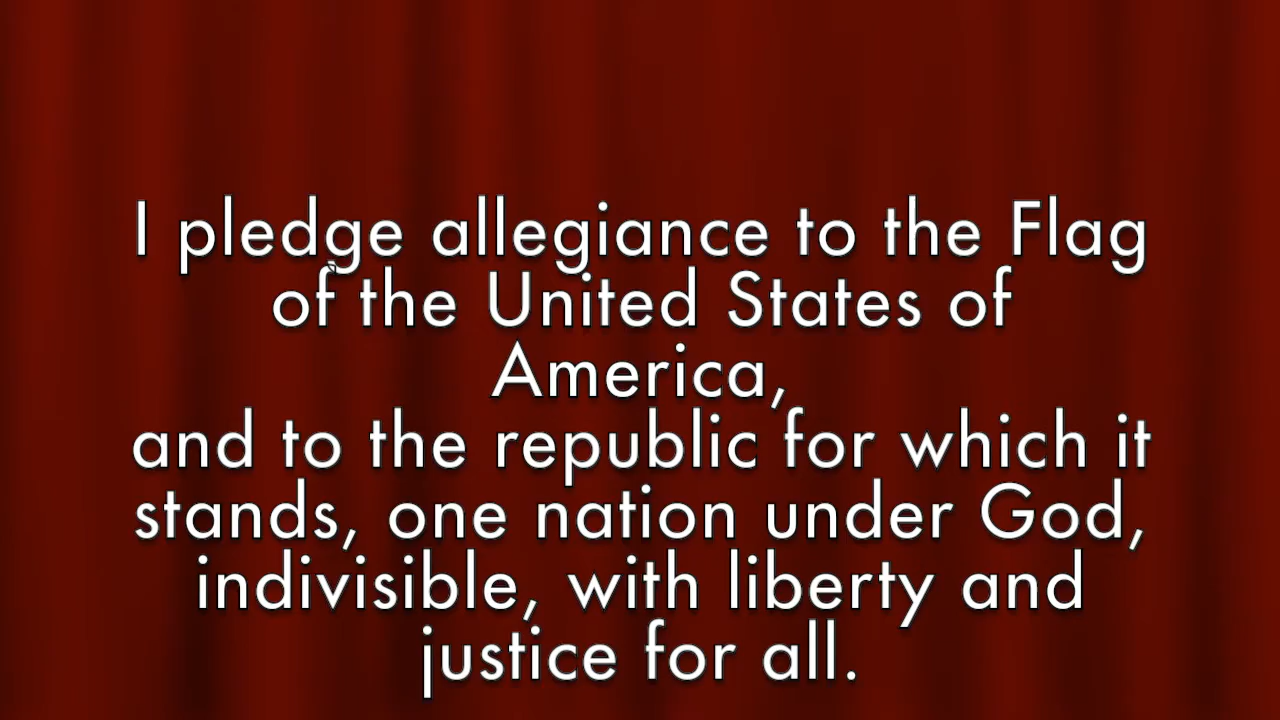 I pledge allegiance to the Flag
of the United States of
America,
and to the republic for which it
stands, one nation under God,
indivisible, with liberty and
justice for all.